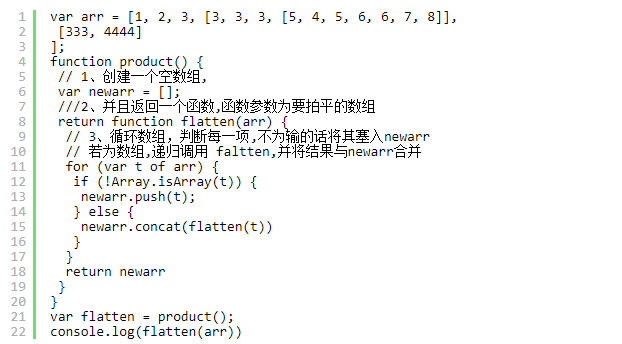 1 var arr = [1, 2, 3, [3, 3, 3, [5, 4, 5, 6, 6, 7, 8]],
2 [333, 4444]
3 ];
4 function product() {
5 // 1、创建一个空数组,
6 var newarr = [];
7 ///2、并且返回一个函数,函数参数为要拍平的数组
8 return function flatten(arr) {
9 // 3、循环数组，判断每一项,不为输的话将其塞入newarr
10 // 若为数组,递归调用 faltten,并将结果与newarr合并
11 for (var t of arr) {
12 if (!Array.isArray(t)) {
13 newarr.push(t);
14 } else {
15 newarr.concat(flatten(t))
16 }
17 }
18 return newarr
19 }
20 }
21 var flatten = product();
22 console.log(flatten(arr))